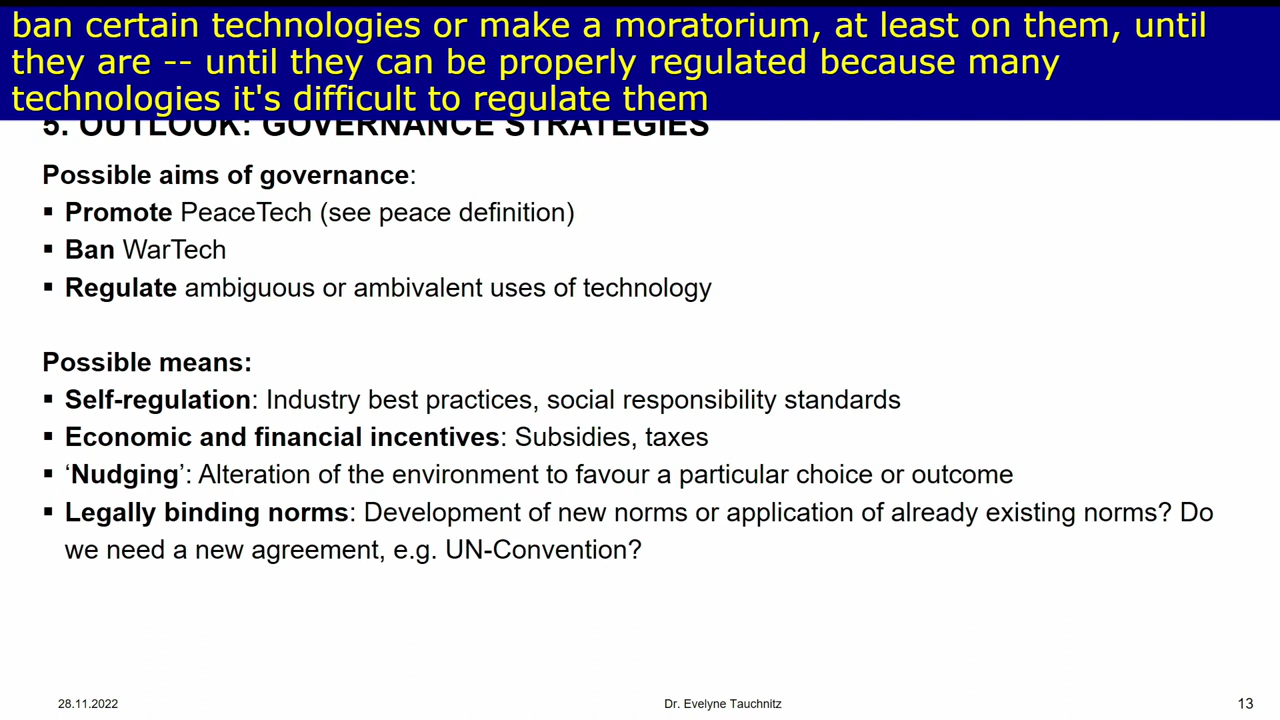 ban certain technologies or make a moratorium, at least on them, until
they are -- until they can be properly regulated because many
technologies it's difficult to regulate them
5. OUTLOOK: GOVERNANCE STRATEGIES
Possible aims of governance:
▪ Promote PeaceTech (see peace definition)
▪ Ban WarTech
▪ Regulate ambiguous or ambivalent uses of technology
Possible means:
▪ Self-regulation: Industry best practices, social responsibility standards
▪ Economic and financial incentives: Subsidies, taxes
▪ ‘Nudging’: Alteration of the environment to favour a particular choice or outcome
▪ Legally binding norms: Development of new norms or application of already existing norms? Do
we need a new agreement, e.g. UN-Convention?
28.11.2022 Dr. Evelyne Tauchnitz 13